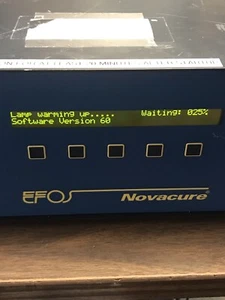 Lamp warming up..... Waiting: 025%
Software Version 60
EFOS Novacure